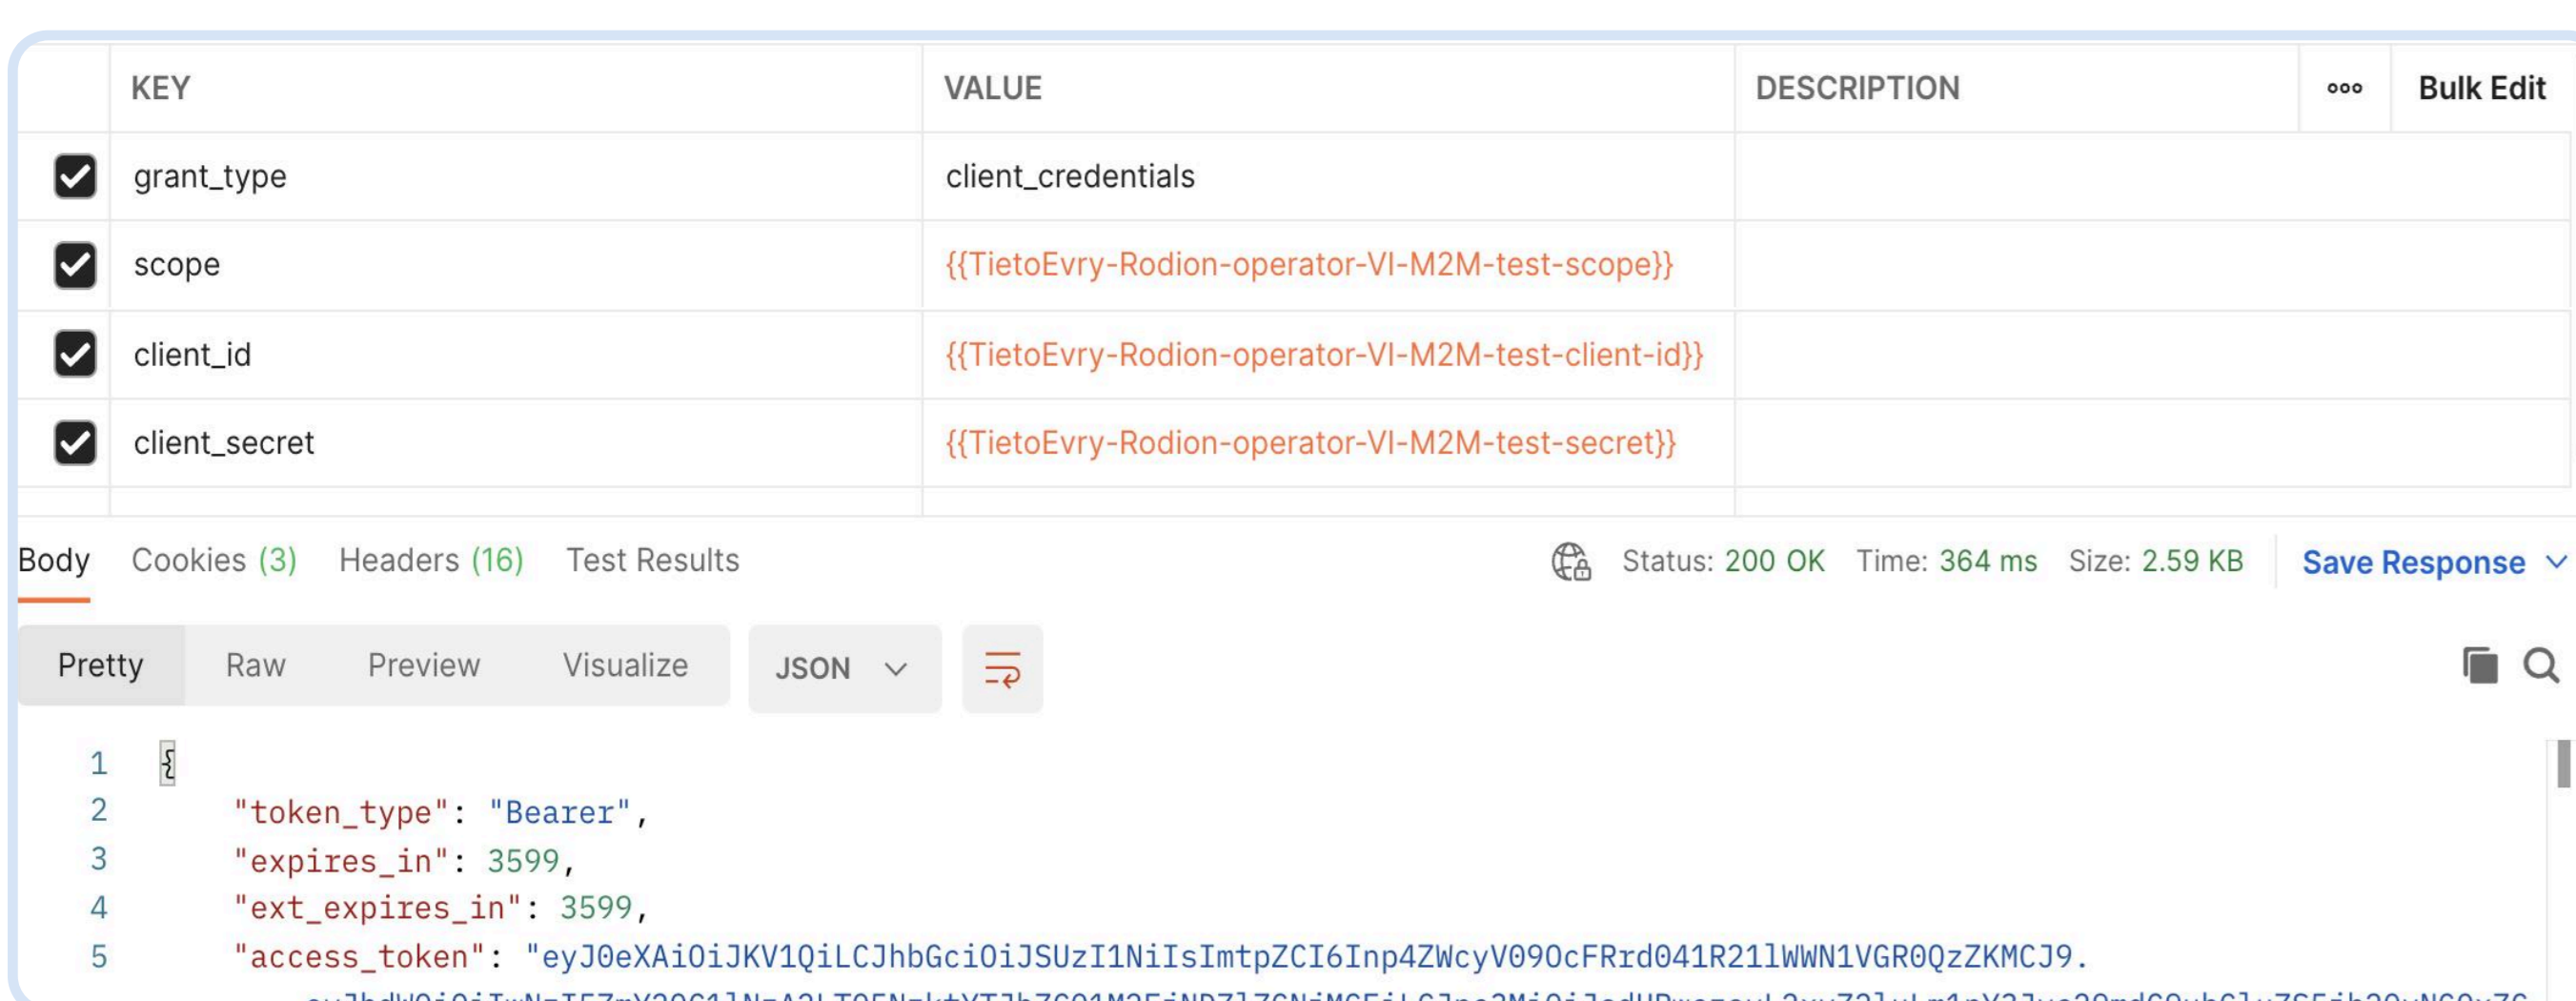 KEY VALUE DESCRIPTION ooo Bulk Edit
grant_type client_credentials
scope {{TietoEvry-Rodion-operator-VI-M2M-test-scope}}
client_id {{TietoEvry-Rodion-operator-VI-M2M-test-client-id}}
client_secret {{TietoEvry-Rodion-operator-VI-M2M-test-secret}}
Body Cookies (3) Headers (16) Test Results Status: 200 OK Time: 364 ms Size: 2.59 KB Save Response
Pretty Raw Preview Visualize JSON
1 {
2 "token_type": "Bearer",
3 "expires_in": 3599,
4 "ext_expires_in": 3599,
5 "access_token": "eyJ0eXAiOiJKV1QiLCJhbGciOiJSUzI1NiIsImtpZCI6Inp4ZWcyV09OcFRrd041R21lWWN1VGR0QzZKMCJ9.